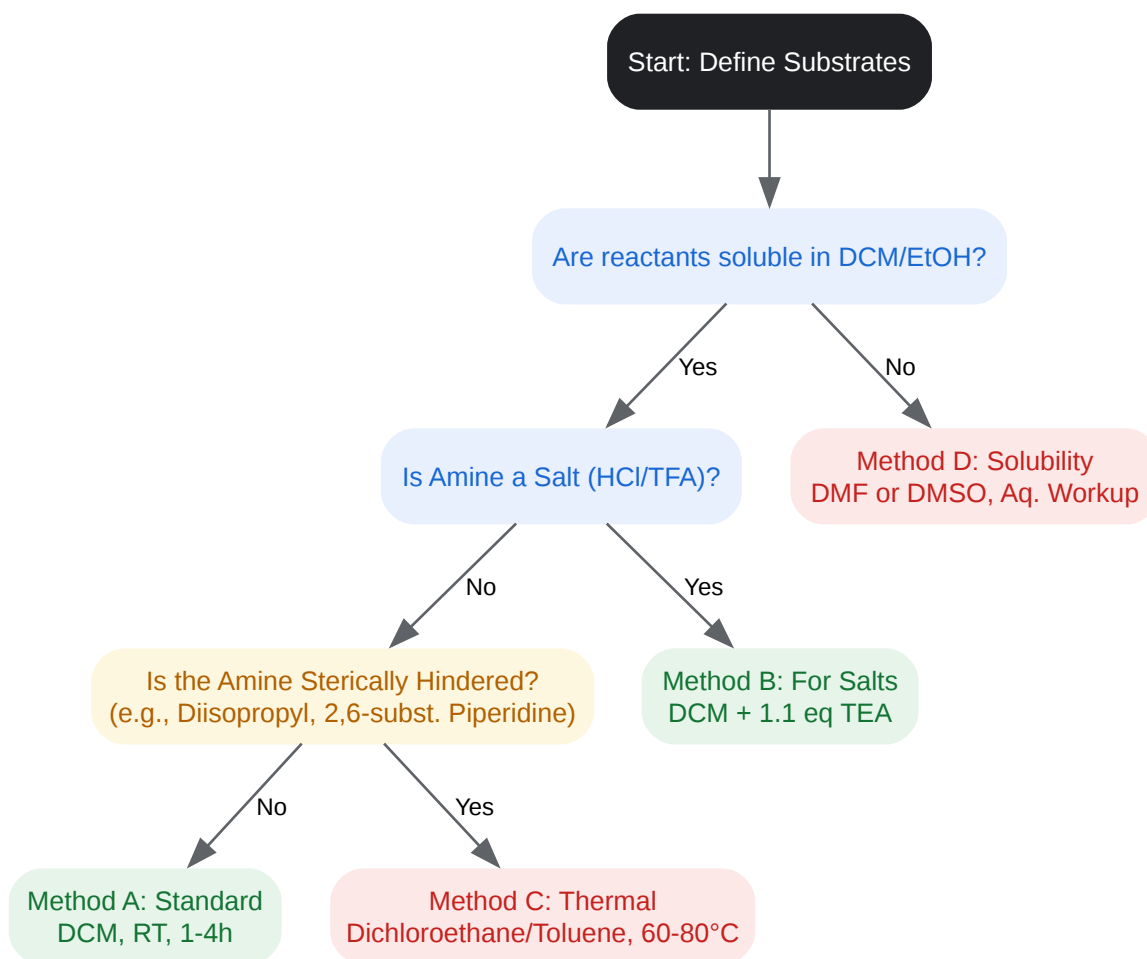 Start: Define Substrates
Are reactants soluble in DCM/EtOH?
Yes
No
Is Amine a Salt (HCl/TFA)?
Method D: Solubility
DMF or DMSO, Aq. Workup
No
Yes
Is the Amine Sterically Hindered?
(e.g., Diisopropyl, 2,6-subst. Piperidine)
Method B: For Salts
DCM + 1.1 eq TEA
No
Yes
Method A: Standard
DCM, RT, 1-4h
Method C: Thermal
Dichloroethane/Toluene, 60-80°C